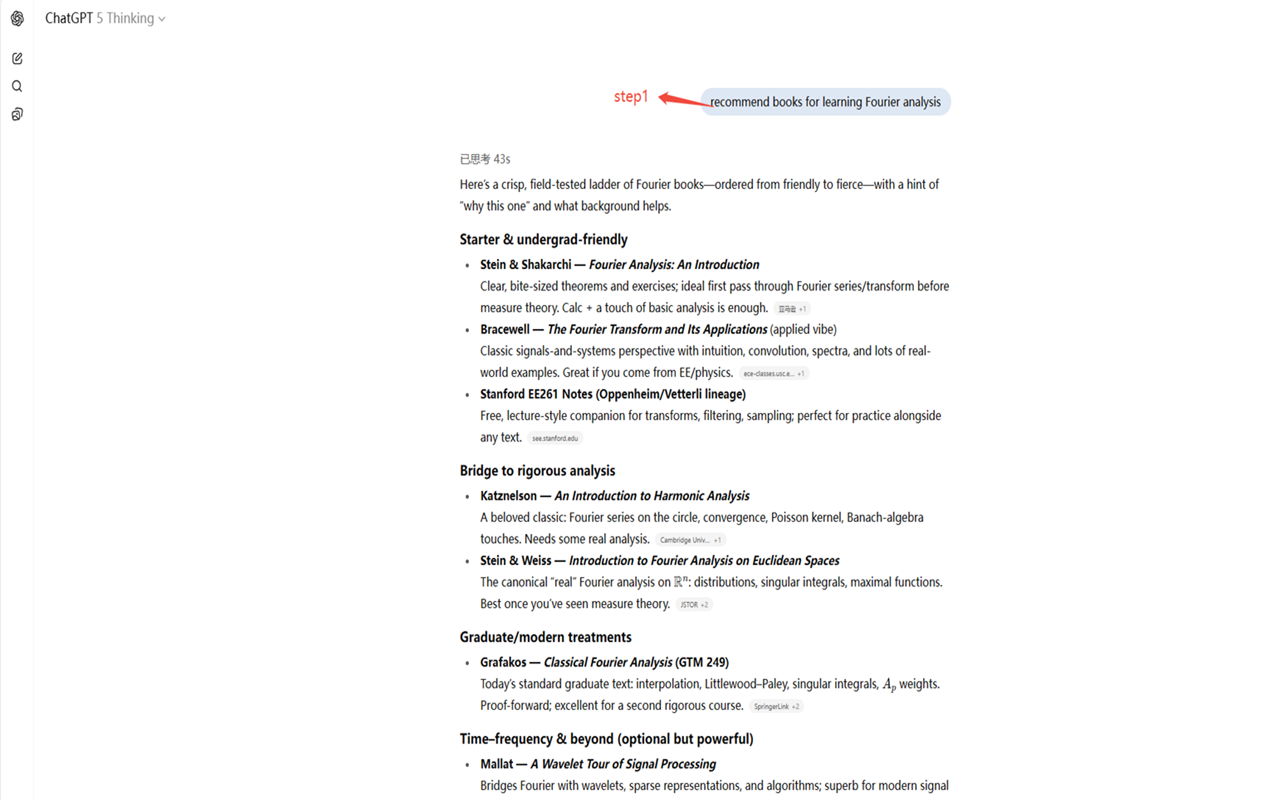 ChatGPT 5 Thinking
step1
recommend books for learning Fourier analysis
已思考 43s
Here's a crisp, field-tested ladder of Fourier books—ordered from friendly to fierce—with a hint of
"why this one" and what background helps.
Starter & undergrad-friendly
• Stein & Shakarchi — Fourier Analysis: An Introduction
Clear, bite-sized theorems and exercises; ideal first pass through Fourier series/transform before
measure theory. Calc + a touch of basic analysis is enough. 亚马逊 +1
• Bracewell — The Fourier Transform and Its Applications (applied vibe)
Classic signals-and-systems perspective with intuition, convolution, spectra, and lots of real-
world examples. Great if you come from EE/physics. ece-classes.usc.e... +1
• Stanford EE261 Notes (Oppenheim/Vetterli lineage)
Free, lecture-style companion for transforms, filtering, sampling; perfect for practice alongside
any text. see.stanford.edu
Bridge to rigorous analysis
• Katznelson — An Introduction to Harmonic Analysis
A beloved classic: Fourier series on the circle, convergence, Poisson kernel, Banach-algebra
touches. Needs some real analysis. Cambridge Univ... +1
• Stein & Weiss — Introduction to Fourier Analysis on Euclidean Spaces
The canonical "real" Fourier analysis on ℝⁿ: distributions, singular integrals, maximal functions.
Best once you've seen measure theory. JSTOR +2
Graduate/modern treatments
• Grafakos — Classical Fourier Analysis (GTM 249)
Today's standard graduate text: interpolation, Littlewood–Paley, singular integrals, Aₚ weights.
Proof-forward; excellent for a second rigorous course. SpringerLink +2
Time–frequency & beyond (optional but powerful)
• Mallat — A Wavelet Tour of Signal Processing
Bridges Fourier with wavelets, sparse representations, and algorithms; superb for modern signal